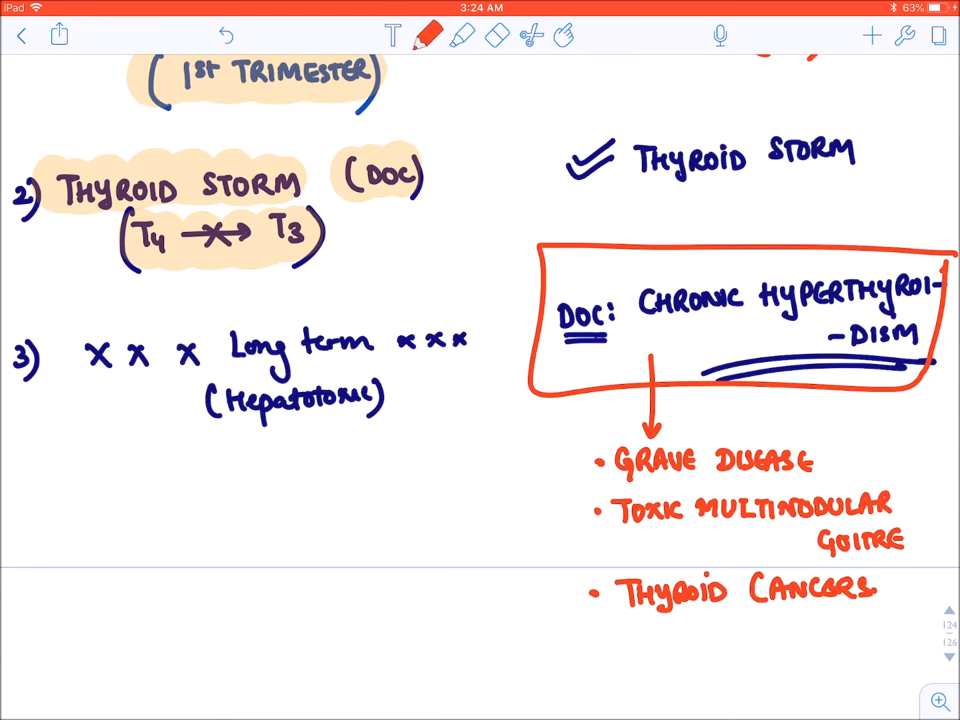 iPad
3:24 AM
63%
T
(1st TRIMESTER)
2) THYROID STORM (DOC)
(T4 → T3)
3) x x x Long term x x x
(Hepatotoxic)
THYROID STORM
DOC: CHRONIC HYPERTHYROI-
-DISM
• GRAVE DISEASE
• TOXIC MULTINODULAR
GOITRE
• THYROID CANCERS
124
126